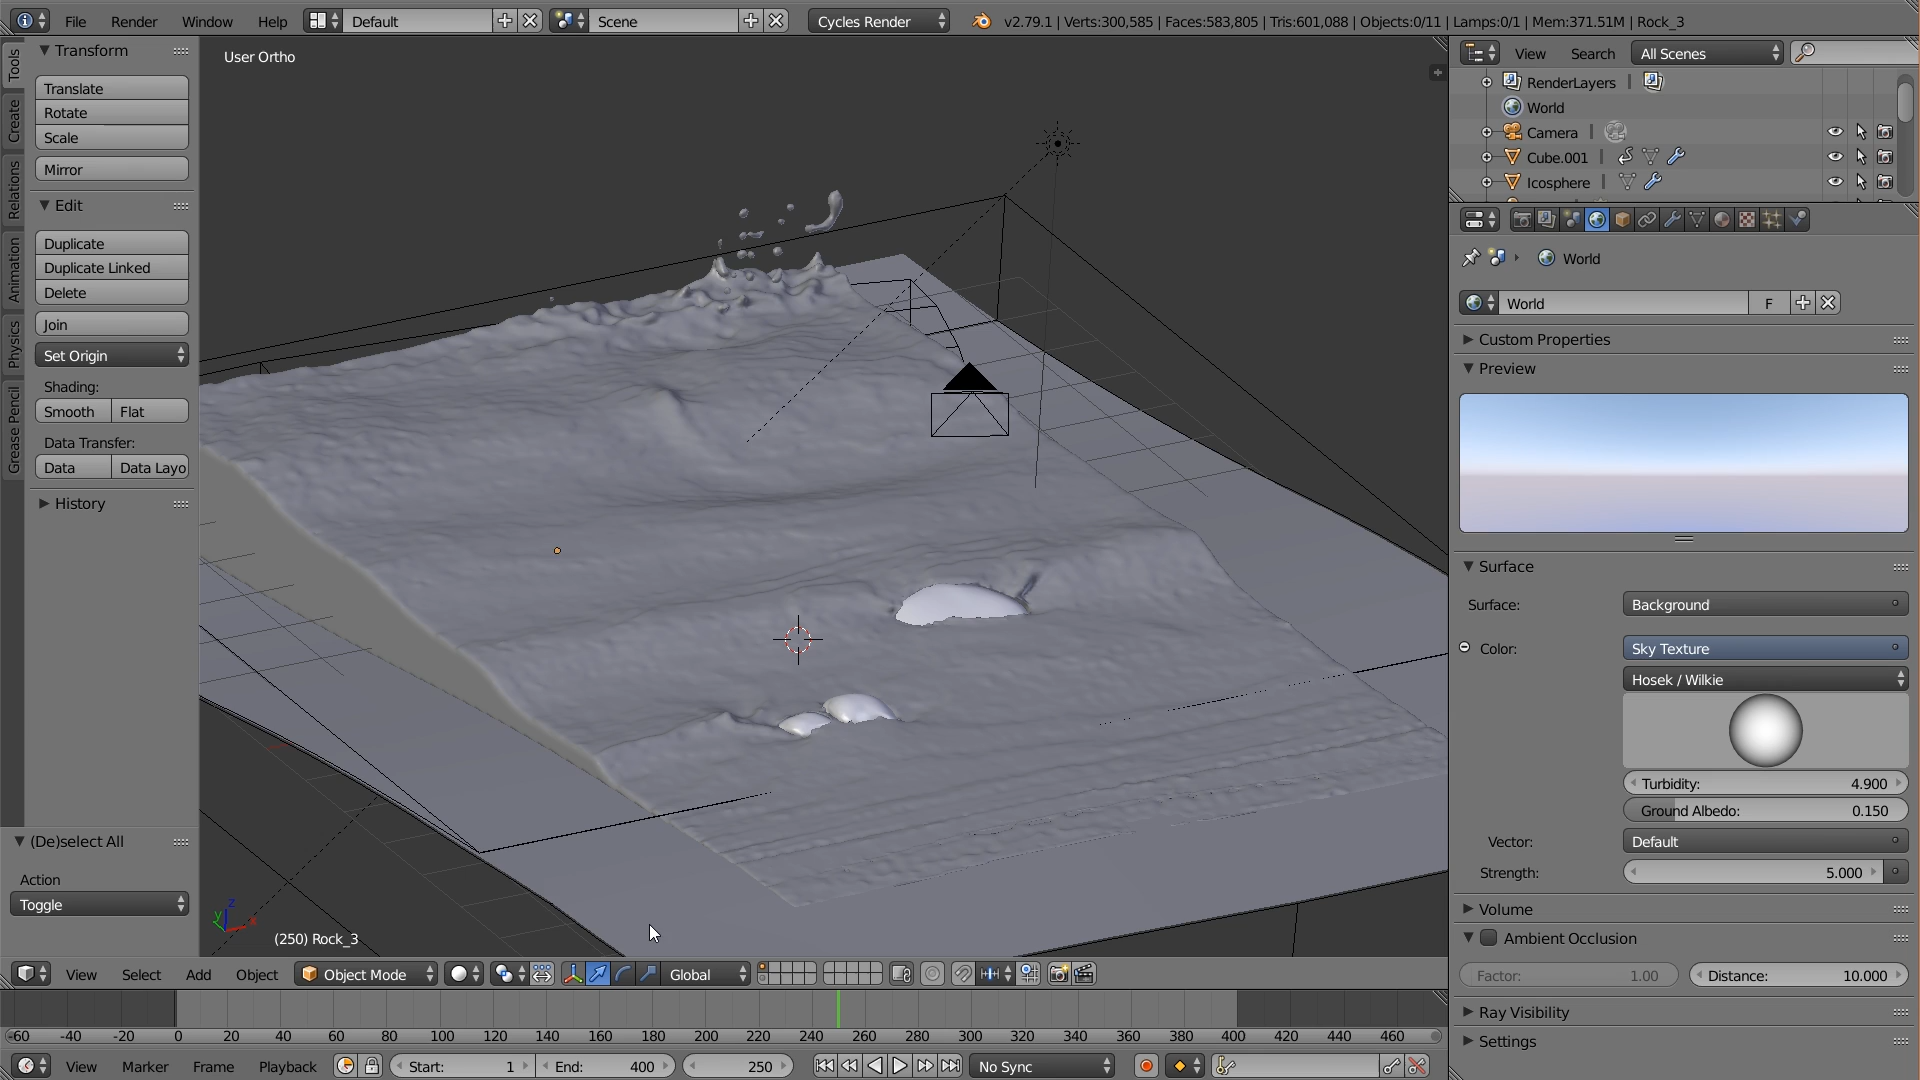 File Render Window Help Default Scene Cycles Render v2.79.1 | Verts:300,585 | Faces:583,805 | Tris:601,088 | Objects:0/11 | Lamps:0/1 | Mem:371.51M | Rock_3
Tools
Create
Relations
Animation
Physics
Grease Pencil
Transform
Translate
Rotate
Scale
Mirror
Edit
Duplicate
Duplicate Linked
Delete
Join
Set Origin
Shading:
Smooth Flat
Data Transfer:
Data Data Layo
History
(De)select All
Action
Toggle
User Ortho
z
y
x
(250) Rock_3
View Select Add Object Object Mode Global
-60 -40 -20 0 20 40 60 80 100 120 140 160 180 200 220 240 260 280 300 320 340 360 380 400 420 440 460
View Marker Frame Playback Start: 1 End: 400 250 No Sync
View Search All Scenes
RenderLayers
World
Camera
Cube.001
Icosphere
World
World F
Custom Properties
Preview
Surface
Surface: Background
Color: Sky Texture
Hosek / Wilkie
Turbidity: 4.900
Ground Albedo: 0.150
Vector: Default
Strength: 5.000
Volume
Ambient Occlusion
Factor: 1.00 Distance: 10.000
Ray Visibility
Settings